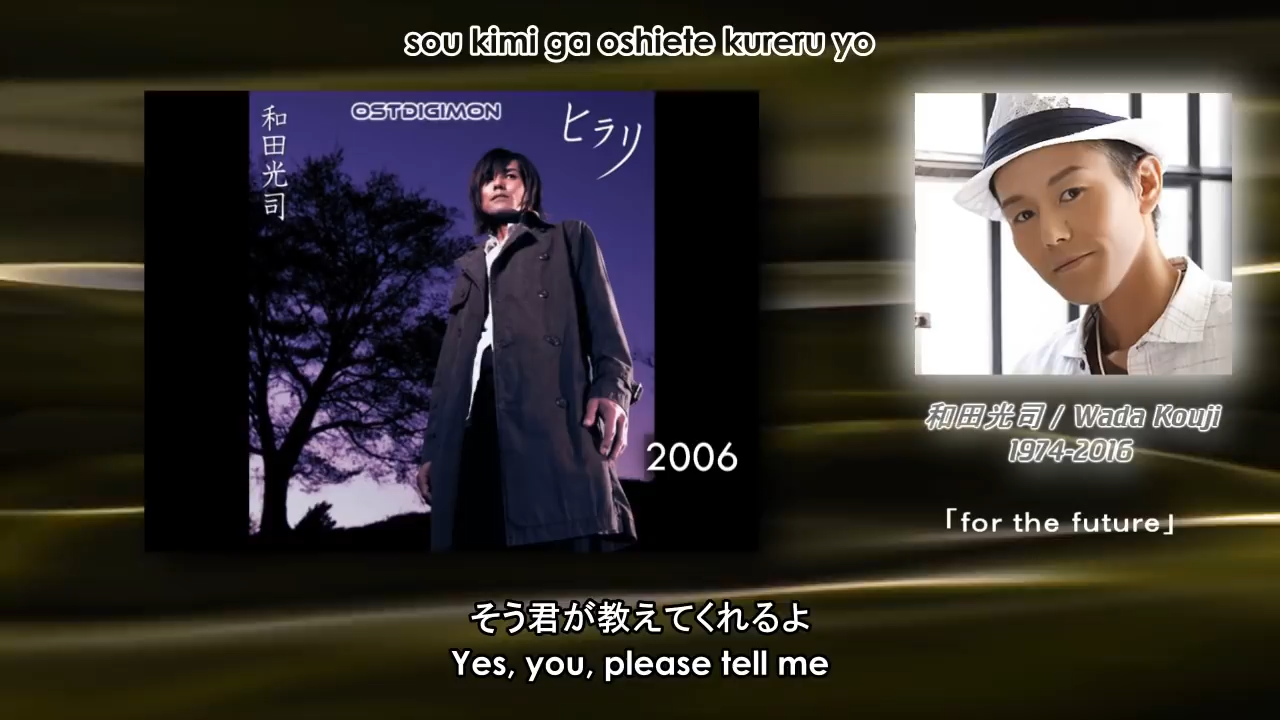 sou kimi ga oshiete kureru yo
和田光司
OSTDIGIMON
ヒラリ
2006
和田光司 / Wada Kouji
1974-2016
「for the future」
そう君が教えてくれるよ
Yes, you, please tell me